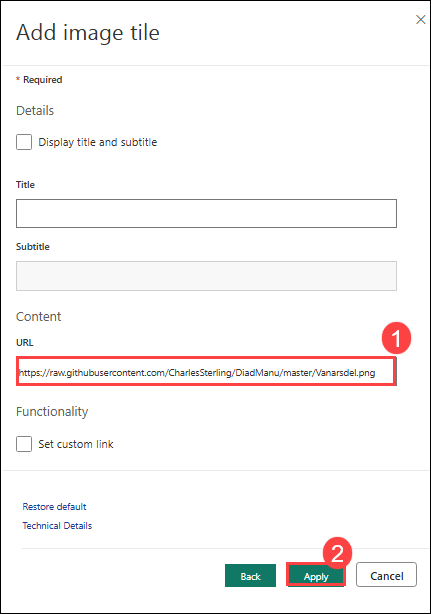 Add image tile
* Required
Details
Display title and subtitle
Title
Subtitle
Content
URL
1
https://raw.githubusercontent.com/CharlesSterling/DiadManu/master/Vanarsdel.png
Functionality
Set custom link
Restore default
Technical Details
2
Back Apply Cancel